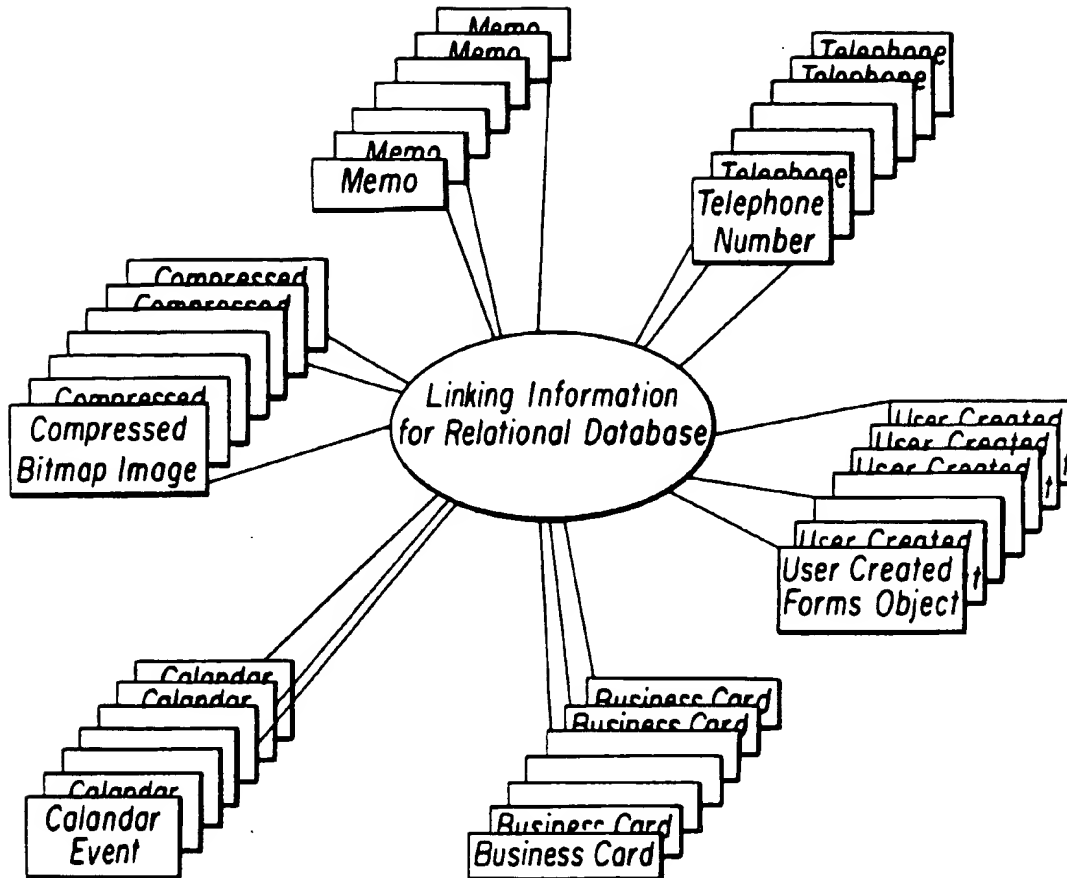 Memo
Memo
Memo
Memo
Telephone
Telephone
Telephone
Telephone
Number
Compressed
Compressed
Compressed
Compressed
Bitmap Image
Linking Information
for Relational Database
User Created
User Created
t
User Created
t
User Created
t
User Created
Forms Object
Calandar
Calandar
Calandar
Calandar
Event
Business Card
Business Card
Business Card
Business Card